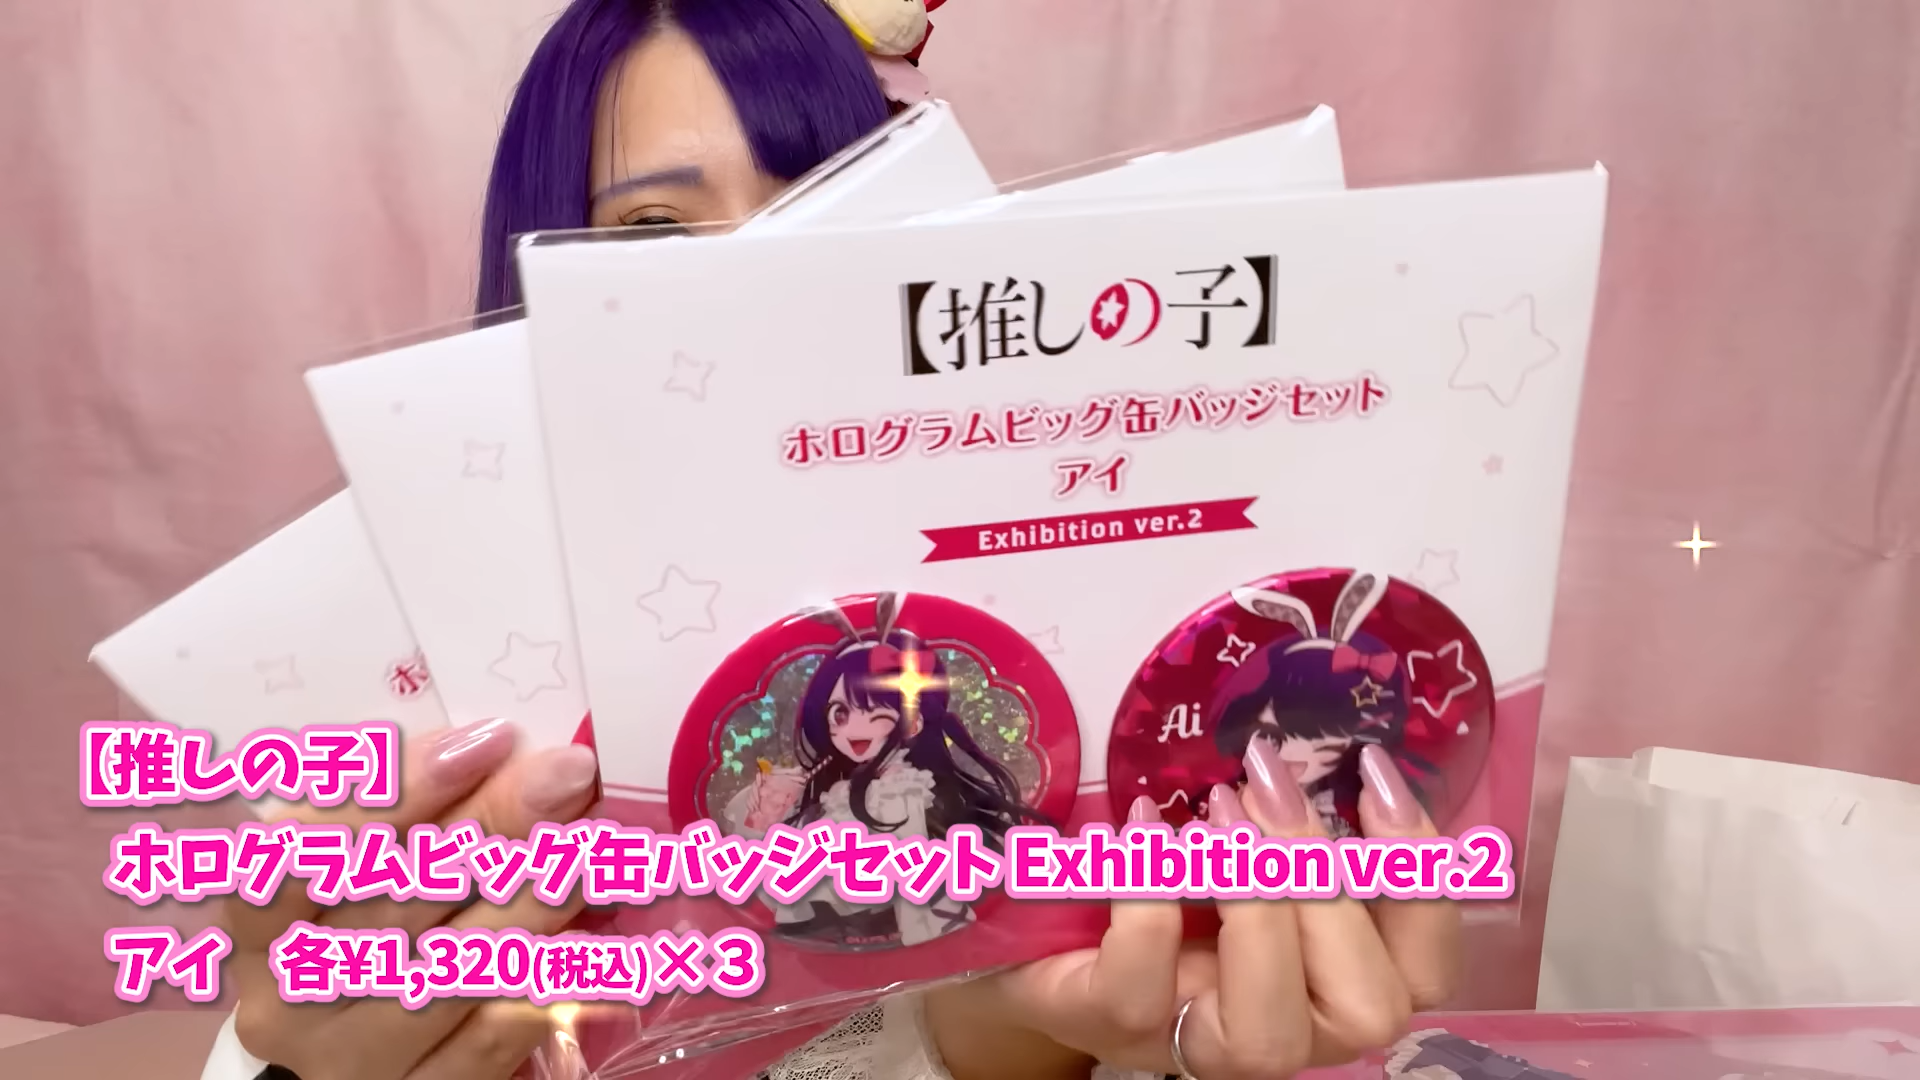 【推しの子】
ホログラムビッグ缶バッジセット
アイ
Exhibition ver.2
ホ
Ai
【推しの子】
ホログラムビッグ缶バッジセット Exhibition ver.2
アイ 各¥1,320(税込)×3